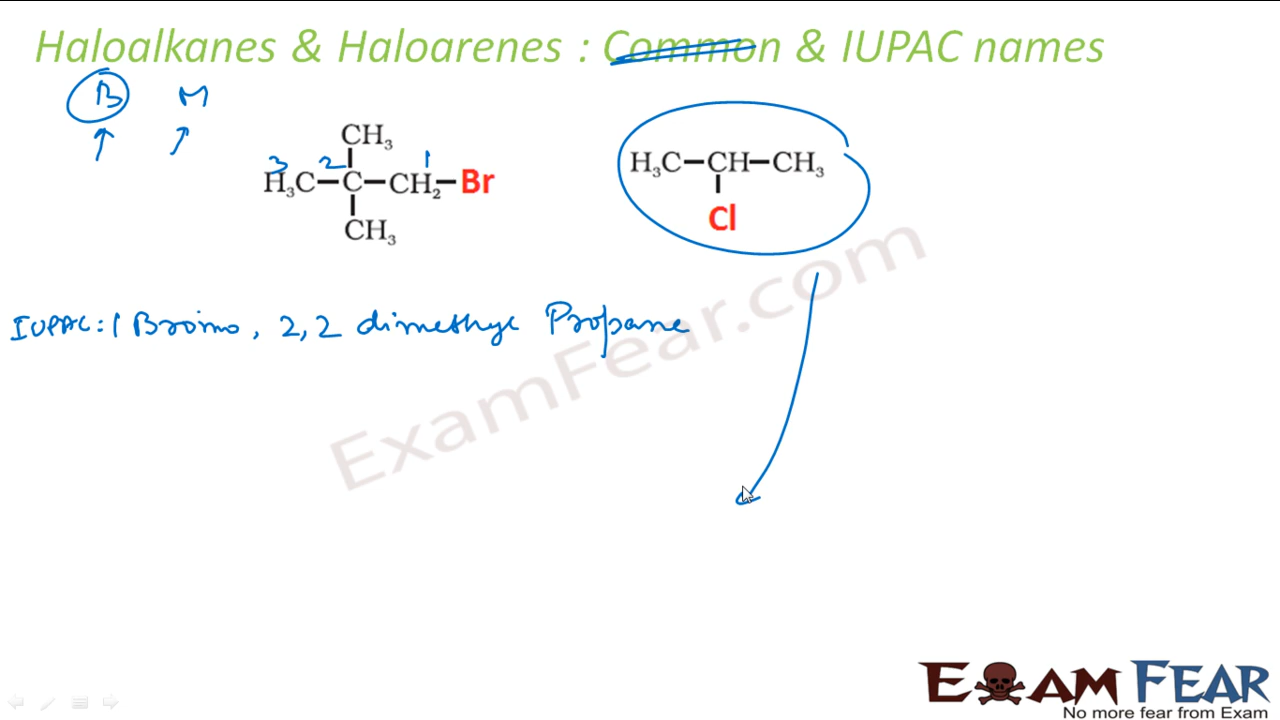 Haloalkanes & Haloarenes : Common & IUPAC names
B M
CH₃
3 2 1
H₃C–C–CH₂–Br
CH₃
H₃C–CH–CH₃
Cl
IUPAC: 1 Bromo, 2,2 dimethyl Propane
ExamFear.com
EXAM FEAR
No more fear from Exam